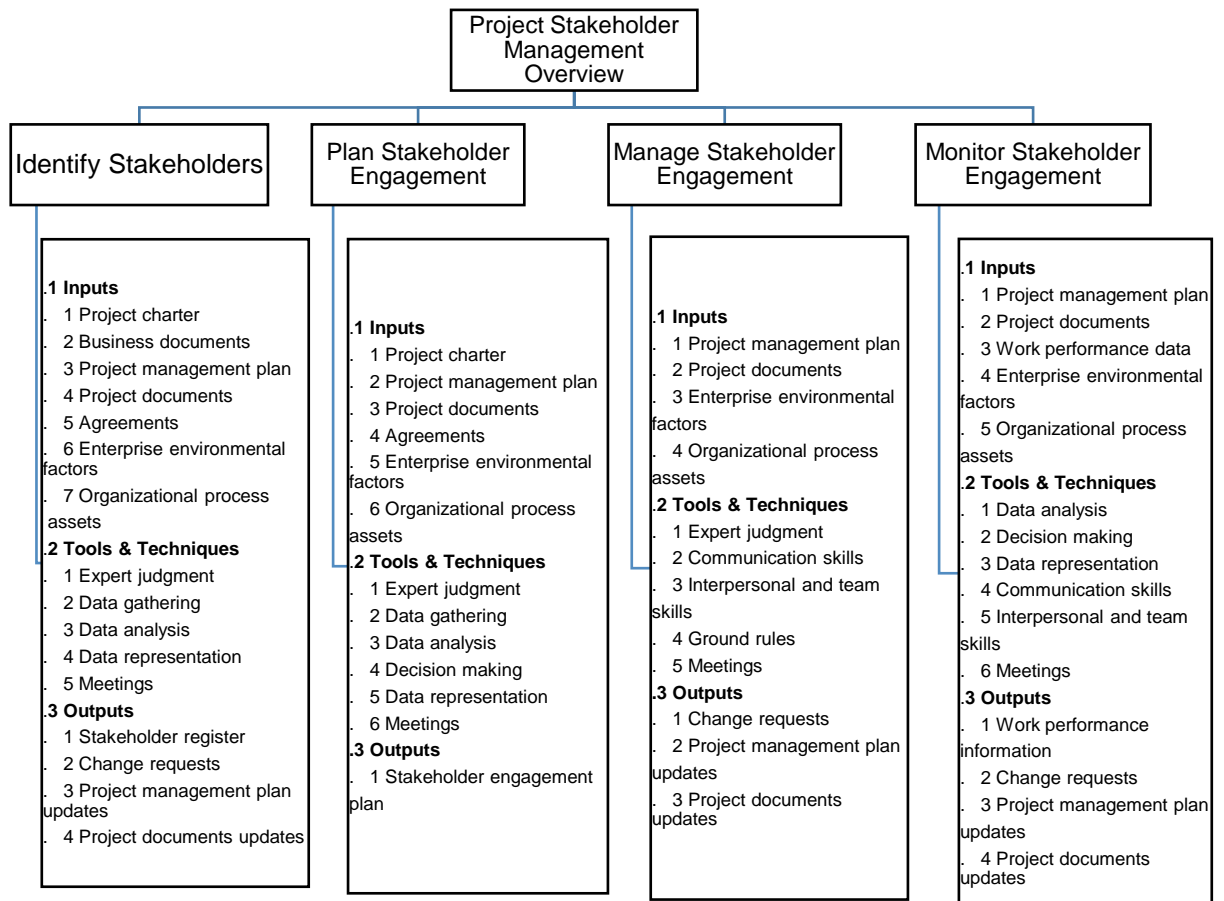 Project Stakeholder
Management
Overview
Identify Stakeholders
Plan Stakeholder
Engagement
Manage Stakeholder
Engagement
Monitor Stakeholder
Engagement
.1 Inputs
. 1 Project charter
. 2 Business documents
. 3 Project management plan
. 4 Project documents
. 5 Agreements
. 6 Enterprise environmental
factors
. 7 Organizational process
assets
.2 Tools & Techniques
. 1 Expert judgment
. 2 Data gathering
. 3 Data analysis
. 4 Data representation
. 5 Meetings
.3 Outputs
. 1 Stakeholder register
. 2 Change requests
. 3 Project management plan
updates
. 4 Project documents updates
.1 Inputs
. 1 Project charter
. 2 Project management plan
. 3 Project documents
. 4 Agreements
. 5 Enterprise environmental
factors
. 6 Organizational process
assets
.2 Tools & Techniques
. 1 Expert judgment
. 2 Data gathering
. 3 Data analysis
. 4 Decision making
. 5 Data representation
. 6 Meetings
.3 Outputs
. 1 Stakeholder engagement
plan
.1 Inputs
. 1 Project management plan
. 2 Project documents
. 3 Enterprise environmental
factors
. 4 Organizational process
assets
.2 Tools & Techniques
. 1 Expert judgment
. 2 Communication skills
. 3 Interpersonal and team
skills
. 4 Ground rules
. 5 Meetings
.3 Outputs
. 1 Change requests
. 2 Project management plan
updates
. 3 Project documents
updates
.1 Inputs
. 1 Project management plan
. 2 Project documents
. 3 Work performance data
. 4 Enterprise environmental
factors
. 5 Organizational process
assets
.2 Tools & Techniques
. 1 Data analysis
. 2 Decision making
. 3 Data representation
. 4 Communication skills
. 5 Interpersonal and team
skills
. 6 Meetings
.3 Outputs
. 1 Work performance
information
. 2 Change requests
. 3 Project management plan
updates
. 4 Project documents
updates